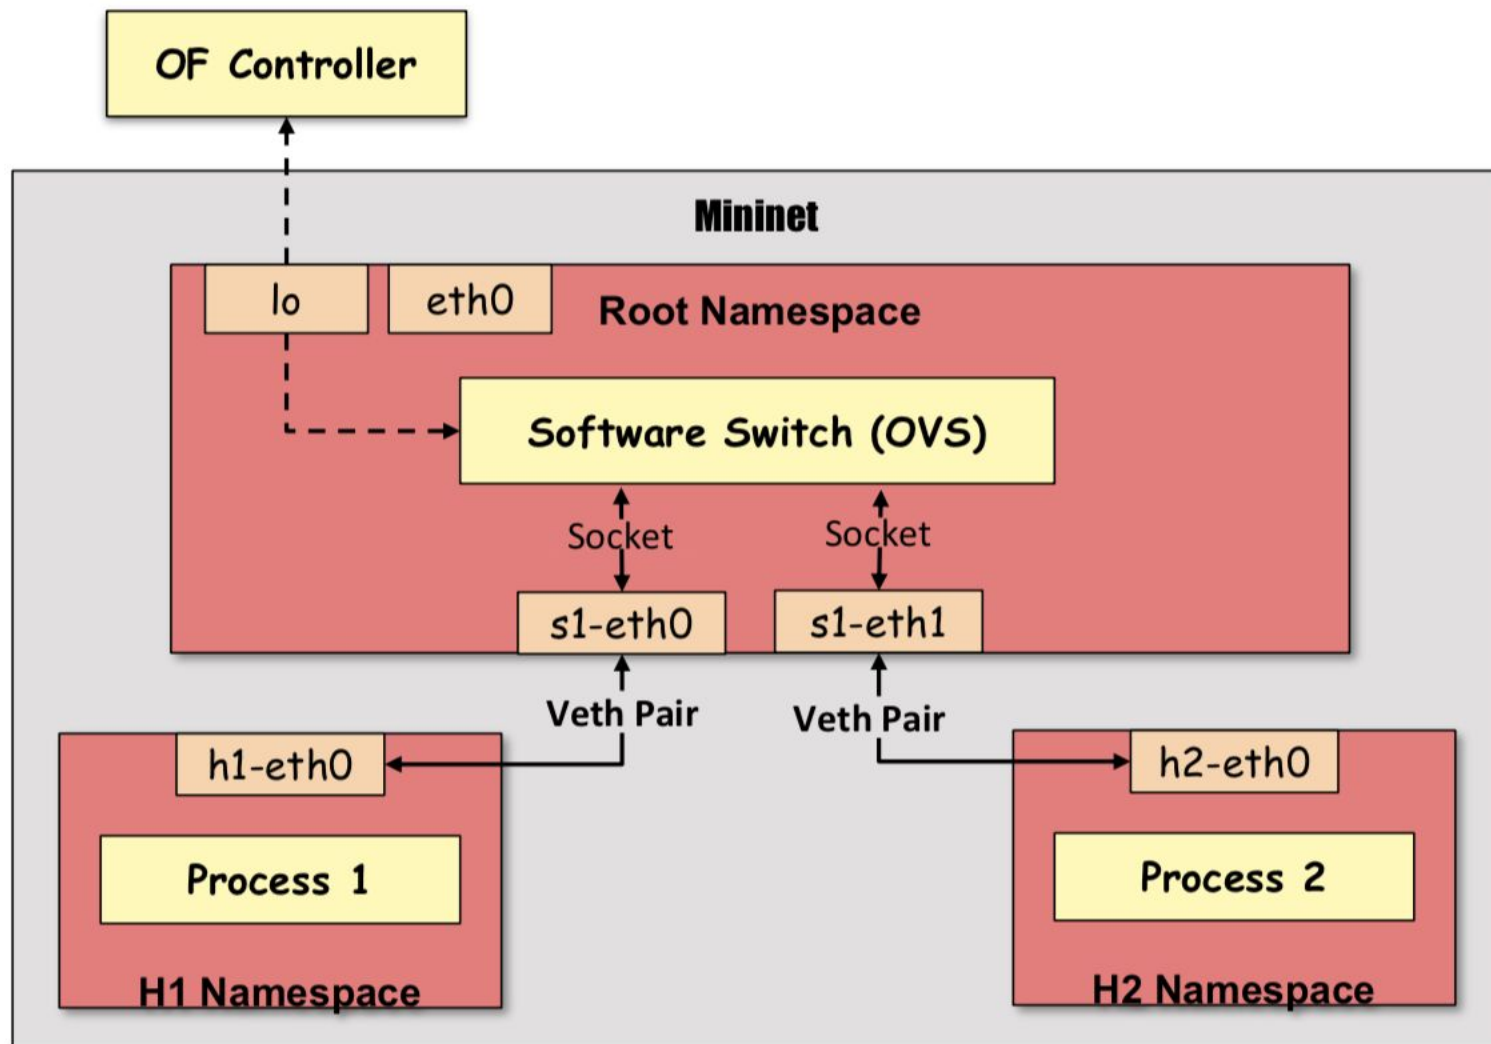 OF Controller
Mininet
lo
eth0
Root Namespace
Software Switch (OVS)
Socket
Socket
s1-eth0
s1-eth1
Veth Pair
Veth Pair
h1-eth0
h2-eth0
Process 1
Process 2
H1 Namespace
H2 Namespace